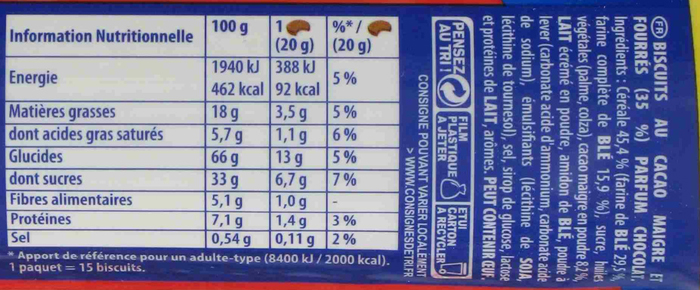 Information Nutritionnelle 100 g 1 (20 g) %*/ (20 g)
Energie 1940 kJ 388 kJ 5 %
462 kcal 92 kcal
Matières grasses 18 g 3,5 g 5 %
dont acides gras saturés 5,7 g 1,1 g 6 %
Glucides 66 g 13 g 5 %
dont sucres 33 g 6,7 g 7 %
Fibres alimentaires 5,1 g 1,0 g -
Protéines 7,1 g 1,4 g 3 %
Sel 0,54 g 0,11 g 2 %
* Apport de référence pour un adulte-type (8400 kJ / 2000 kcal).
1 paquet = 15 biscuits.
FR BISCUITS AU CACAO MAIGRE ET
FOURRÉS (35 %) PARFUM CHOCOLAT.
Ingrédients : Céréale 45,4 % (farine de BLÉ 29,5 %,
farine complète de BLÉ 15,9 %), sucre, huiles
végétales (palme, colza), cacao maigre en poudre 8,2 %,
LAIT écrémé en poudre, amidon de BLÉ, poudre à
lever (carbonate acide d'ammonium, carbonate acide
de sodium), émulsifiants (lécithine de SOJA,
lécithine de tournesol), sel, sirop de glucose, lactose
et protéines de LAIT, arômes. PEUT CONTENIR ŒUF.
PENSEZ
AU TRI !
FILM
PLASTIQUE
À JETER
ÉTUI
CARTON
À RECYCLER
CONSIGNE POUVANT VARIER LOCALEMENT
> WWW.CONSIGNESDETRI.FR